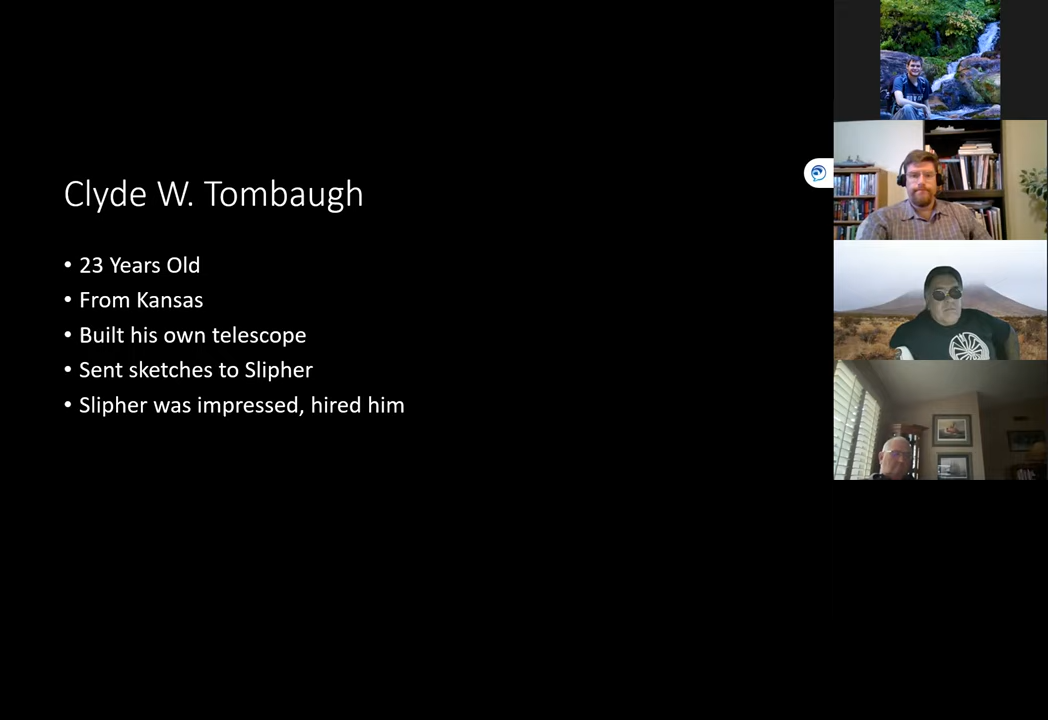 Clyde W. Tombaugh
• 23 Years Old
• From Kansas
• Built his own telescope
• Sent sketches to Slipher
• Slipher was impressed, hired him